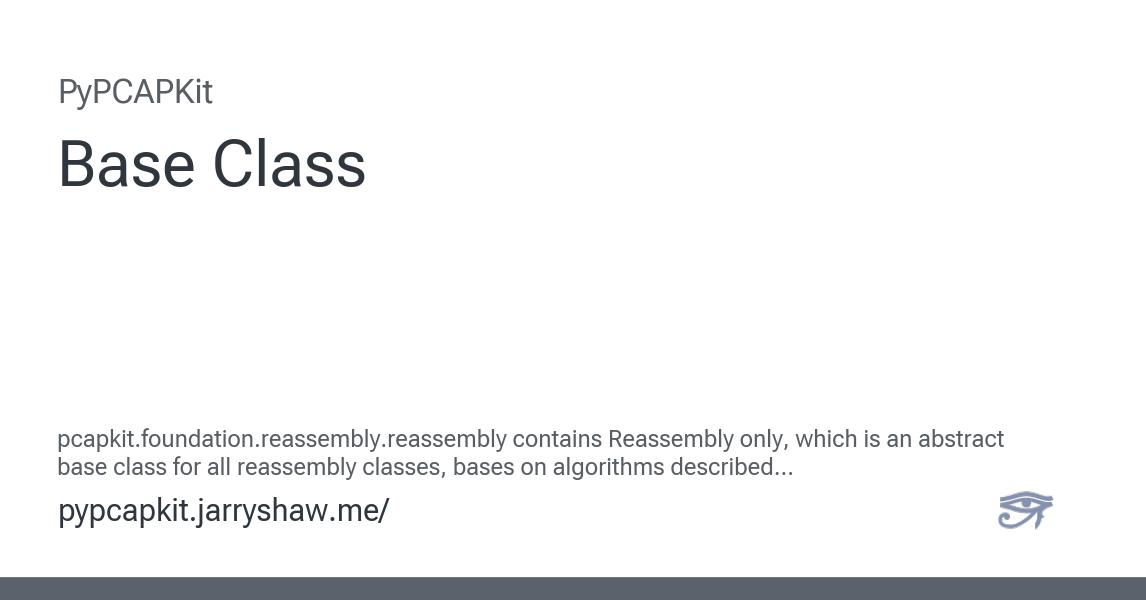 PyPCAPKit
Base Class
pcapkit.foundation.reassembly.reassembly contains Reassembly only, which is an abstract
base class for all reassembly classes, bases on algorithms described...
pypcapkit.jarryshaw.me/